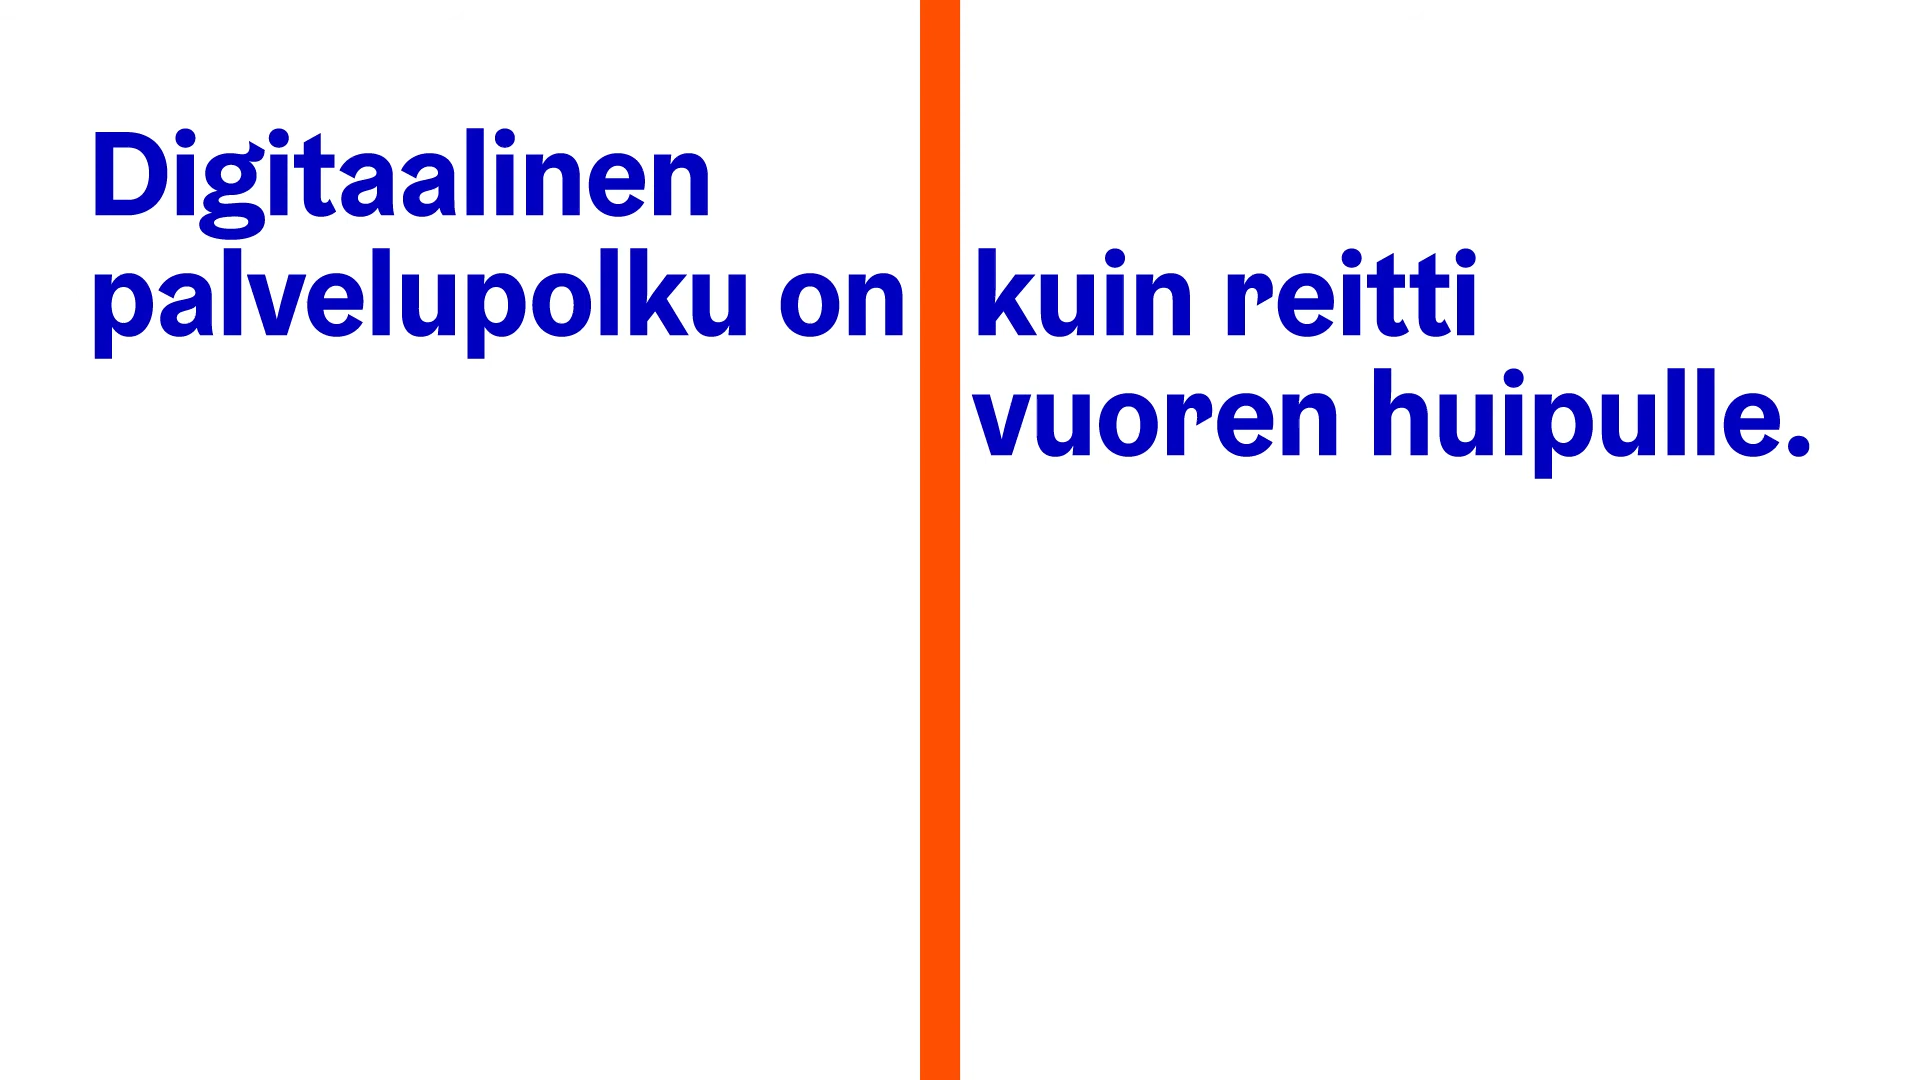 Digitaalinen
palvelupolku on
kuin reitti
vuoren huipulle.